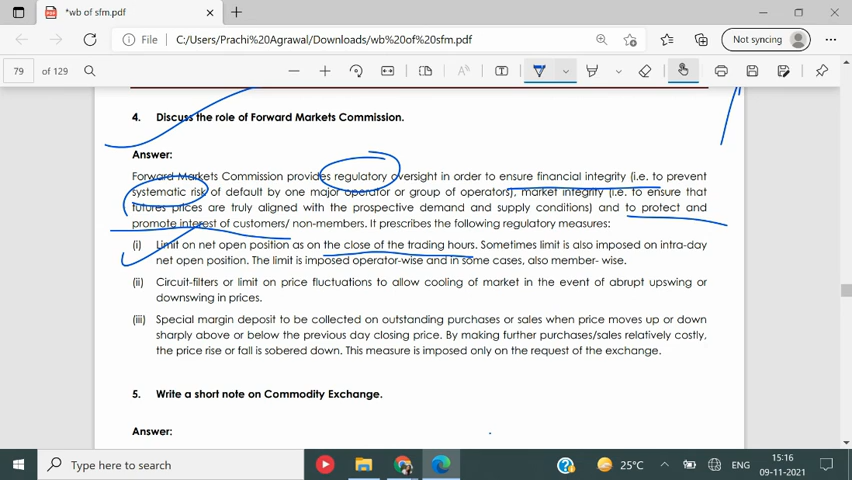 *wb of sfm.pdf
File
C:/Users/Prachi%20Agrawal/Downloads/wb%20of%20sfm.pdf
Not syncing
79
of 129
4. Discuss the role of Forward Markets Commission.
Answer:
Forward Markets Commission provides regulatory oversight in order to ensure financial integrity (i.e. to prevent
systematic risk of default by one major operator or group of operators), market integrity (i.e. to ensure that
futures prices are truly aligned with the prospective demand and supply conditions) and to protect and
promote interest of customers/ non-members. It prescribes the following regulatory measures:
(i) Limit on net open position as on the close of the trading hours. Sometimes limit is also imposed on intra-day
net open position. The limit is imposed operator-wise and in some cases, also member- wise.
(ii) Circuit-filters or limit on price fluctuations to allow cooling of market in the event of abrupt upswing or
downswing in prices.
(iii) Special margin deposit to be collected on outstanding purchases or sales when price moves up or down
sharply above or below the previous day closing price. By making further purchases/sales relatively costly,
the price rise or fall is sobered down. This measure is imposed only on the request of the exchange.
5. Write a short note on Commodity Exchange.
Answer:
Type here to search
25°C
ENG
15:16
09-11-2021